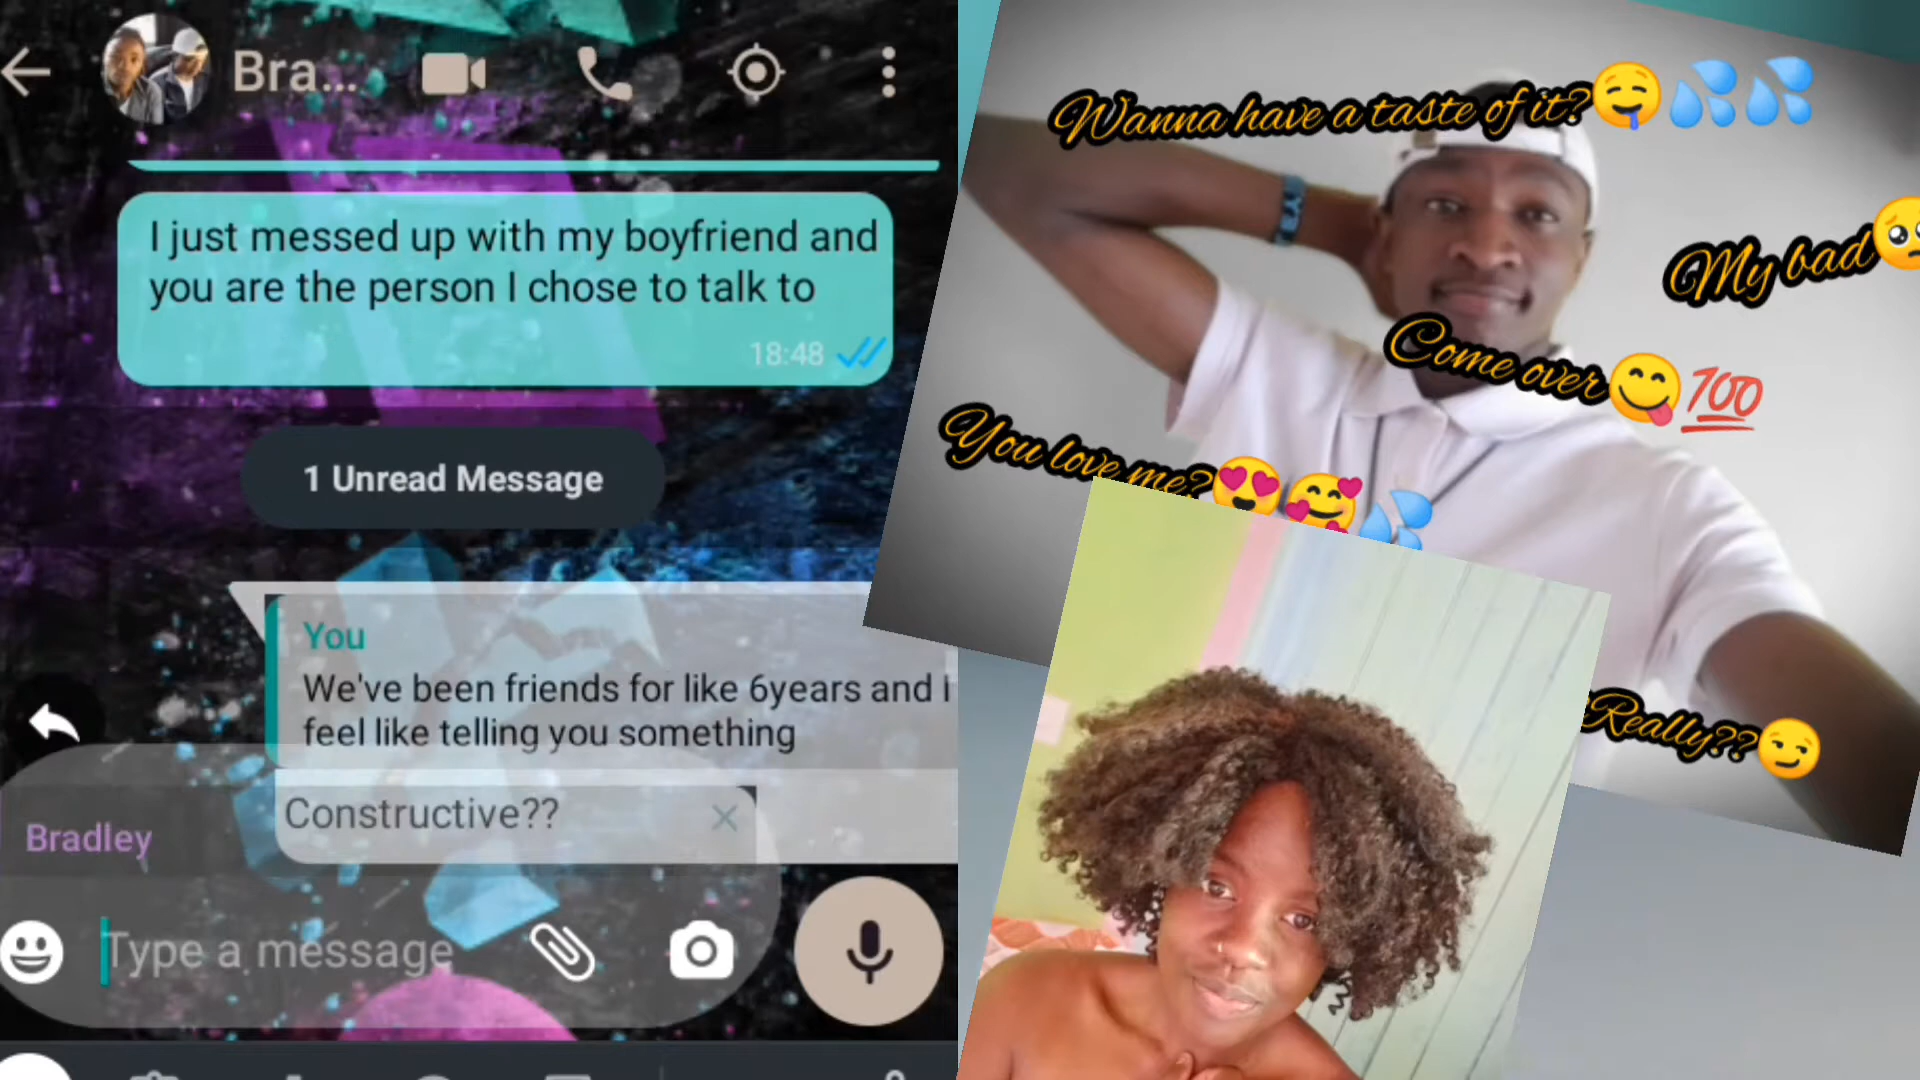 Bra...
I just messed up with my boyfriend and
you are the person I chose to talk to
18:48
1 Unread Message
You
We've been friends for like 6years and i
feel like telling you something
Constructive??
Bradley
Type a message
Wanna have a taste of it?🤤💦💦
My bad🥺
Come over😋💯
You love me?😍🥰💦
Really??😏